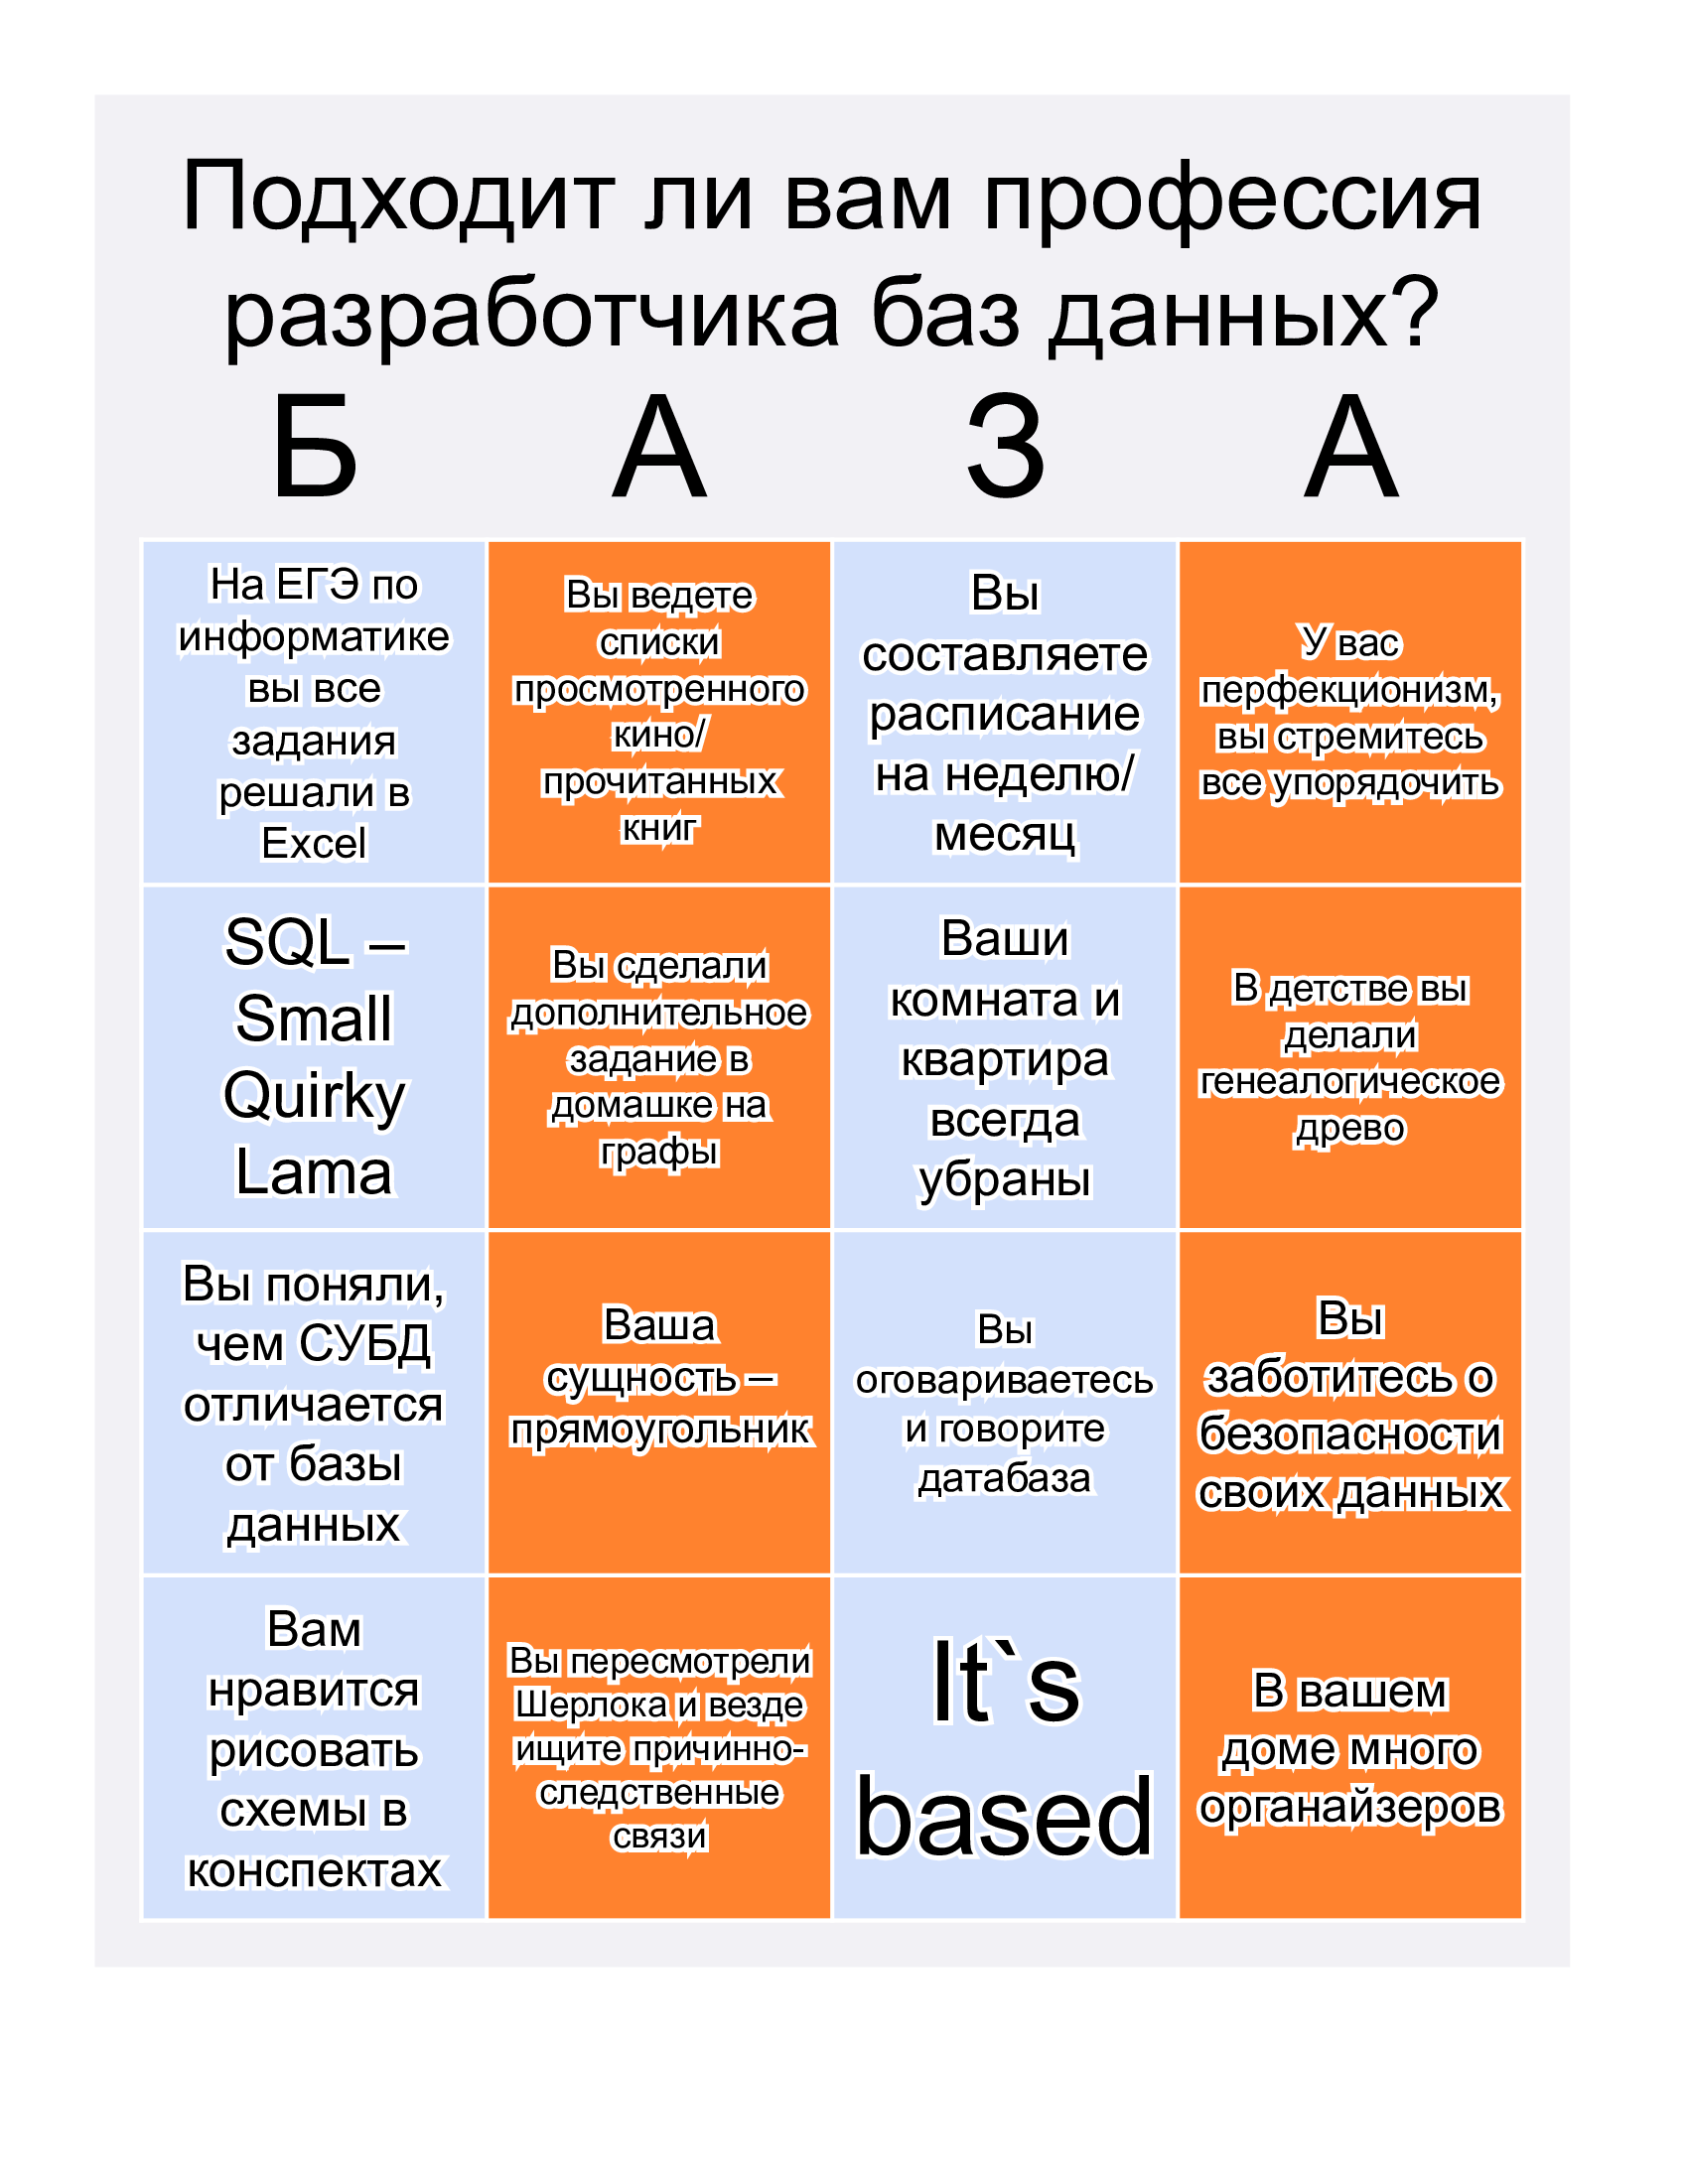 Подходит ли вам профессия
разработчика баз данных?
Б А З А
На ЕГЭ по
информатике
вы все
задания
решали в
Excel
Вы ведете
списки
просмотренного
кино/
прочитанных
книг
Вы
составляете
расписание
на неделю/
месяц
У вас
перфекционизм,
вы стремитесь
все упорядочить
SQL –
Small
Quirky
Lama
Вы сделали
дополнительное
задание в
домашке на
графы
Ваши
комната и
квартира
всегда
убраны
В детстве вы
делали
генеалогическое
древо
Вы поняли,
чем СУБД
отличается
от базы
данных
Ваша
сущность –
прямоугольник
Вы
оговариваетесь
и говорите
датабаза
Вы
заботитесь о
безопасности
своих данных
Вам
нравится
рисовать
схемы в
конспектах
Вы пересмотрели
Шерлока и везде
ищите причинно-
следственные
связи
It`s
based
В вашем
доме много
органайзеров